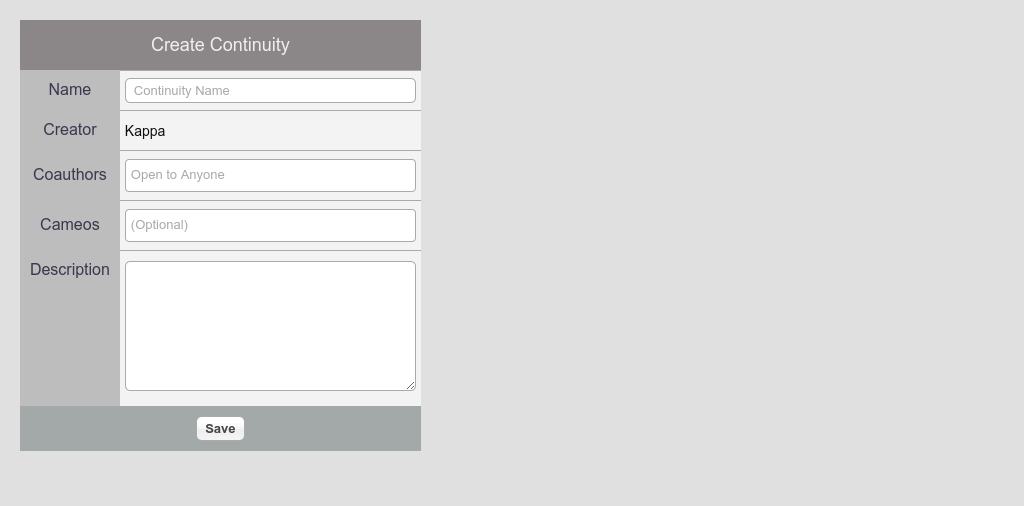 Create Continuity
Name
Continuity Name
Creator
Kappa
Coauthors
Open to Anyone
Cameos
(Optional)
Description
Save